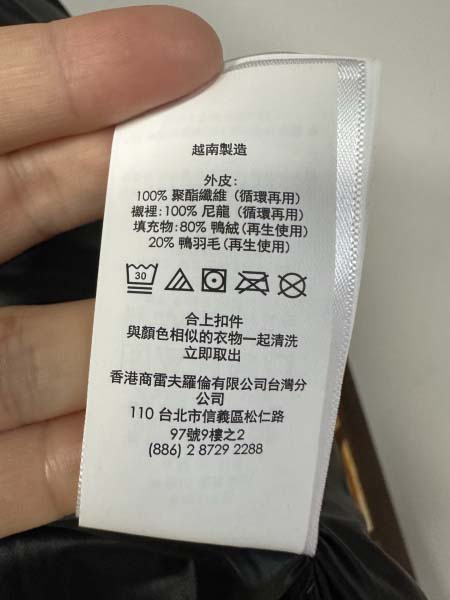 越南製造
外皮:
100% 聚酯纖維 (循環再用)
襯裡:100% 尼龍 (循環再用)
填充物:80% 鴨絨(再生使用)
20% 鴨羽毛(再生使用)
30
合上扣件
與顏色相似的衣物一起清洗
立即取出
香港商雷夫羅倫有限公司台灣分
公司
110 台北市信義區松仁路
97號9樓之2
(886) 2 8729 2288